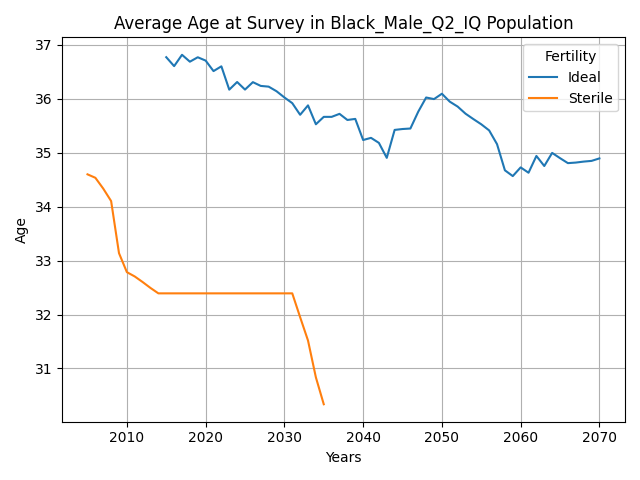 Average Age at Survey in Black_Male_Q2_IQ Population
Fertility
Ideal
Sterile
Age
37
36
35
34
33
32
31
2010 2020 2030 2040 2050 2060 2070
Years